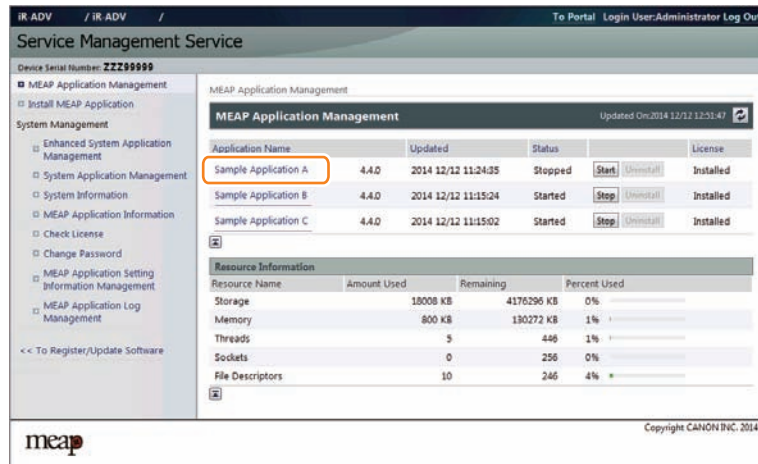 iR-ADV / iR-ADV /
To Portal Login User:Administrator Log Out
Service Management Service
Device Serial Number: ZZZ99999
MEAP Application Management
Install MEAP Application
System Management
Enhanced System Application
Management
System Application Management
System Information
MEAP Application Information
Check License
Change Password
MEAP Application Setting
Information Management
MEAP Application Log
Management
<< To Register/Update Software
MEAP Application Management
MEAP Application Management Updated On:2014 12/12 12:51:47
Application Name Updated Status License
Sample Application A 4.4.0 2014 12/12 11:24:35 Stopped Start Uninstall Installed
Sample Application B 4.4.0 2014 12/12 11:15:24 Started Stop Uninstall Installed
Sample Application C 4.4.0 2014 12/12 11:15:02 Started Stop Uninstall Installed
Resource Information
Resource Name Amount Used Remaining Percent Used
Storage 18008 KB 4176296 KB 0%
Memory 800 KB 130272 KB 1%
Threads 5 446 1%
Sockets 0 256 0%
File Descriptors 10 246 4%
Copyright CANON INC. 2014
meap